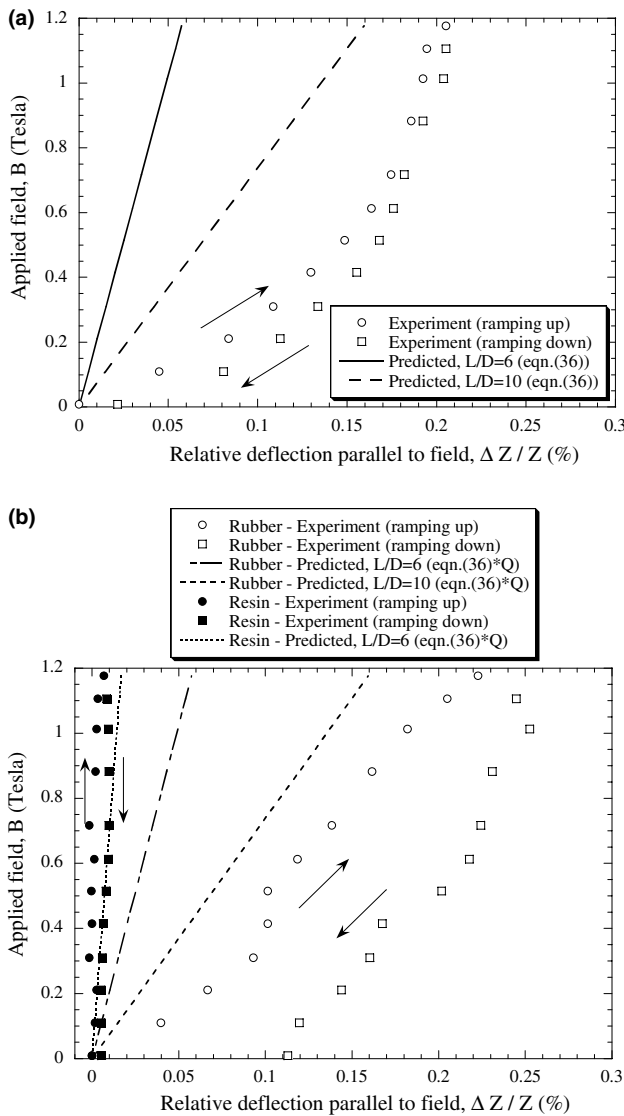 (a)
1.2
1
0.8
0.6
0.4
0.2
0
Applied field, B (Tesla)
Experiment (ramping up)
Experiment (ramping down)
Predicted, L/D=6 (eqn.(36))
Predicted, L/D=10 (eqn.(36))
0 0.05 0.1 0.15 0.2 0.25 0.3
Relative deflection parallel to field, Δ Z / Z (%)
(b)
Rubber - Experiment (ramping up)
Rubber - Experiment (ramping down)
Rubber - Predicted, L/D=6 (eqn.(36)*Q)
Rubber - Predicted, L/D=10 (eqn.(36)*Q)
Resin - Experiment (ramping up)
Resin - Experiment (ramping down)
Resin - Predicted, L/D=6 (eqn.(36)*Q)
1.2
1
0.8
0.6
0.4
0.2
0
Applied field, B (Tesla)
0 0.05 0.1 0.15 0.2 0.25 0.3
Relative deflection parallel to field, Δ Z / Z (%)